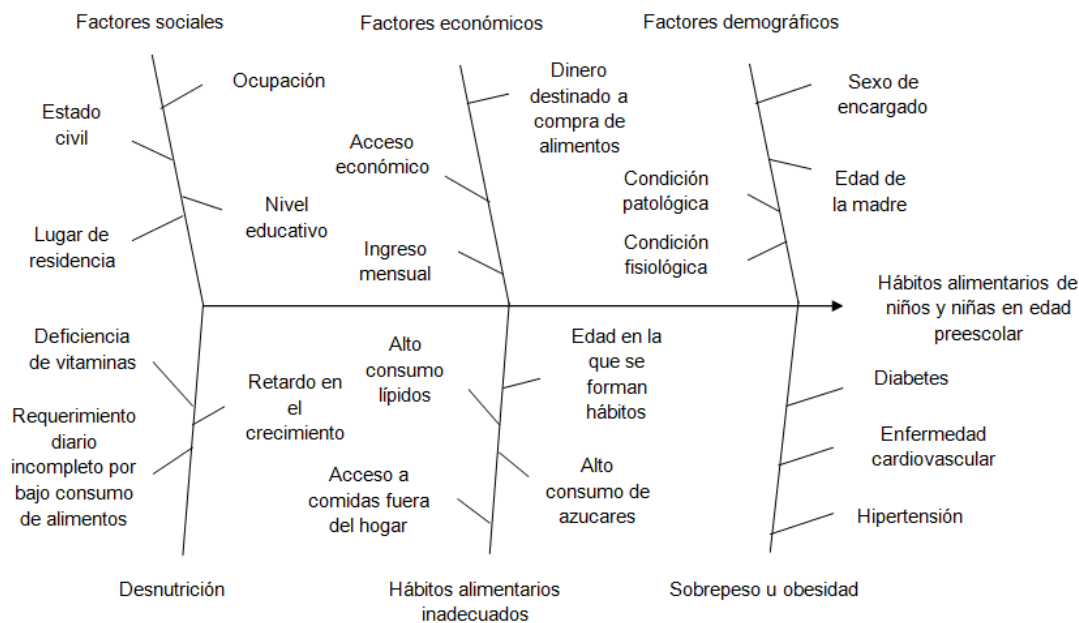 Factores sociales
Factores económicos
Factores demográficos
Ocupación
Estado
civil
Nivel
educativo
Lugar de
residencia
Dinero
destinado a
compra de
alimentos
Acceso
económico
Ingreso
mensual
Sexo de
encargado
Condición
patológica
Edad de
la madre
Condición
fisiológica
Hábitos alimentarios de
niños y niñas en edad
preescolar
Deficiencia
de vitaminas
Retardo en
el
crecimiento
Requerimiento
diario
incompleto por
bajo consumo
de alimentos
Alto
consumo
lípidos
Edad en la
que se
forman
hábitos
Acceso a
comidas fuera
del hogar
Alto
consumo de
azucares
Diabetes
Enfermedad
cardiovascular
Hipertensión
Desnutrición
Hábitos alimentarios
inadecuados
Sobrepeso u obesidad